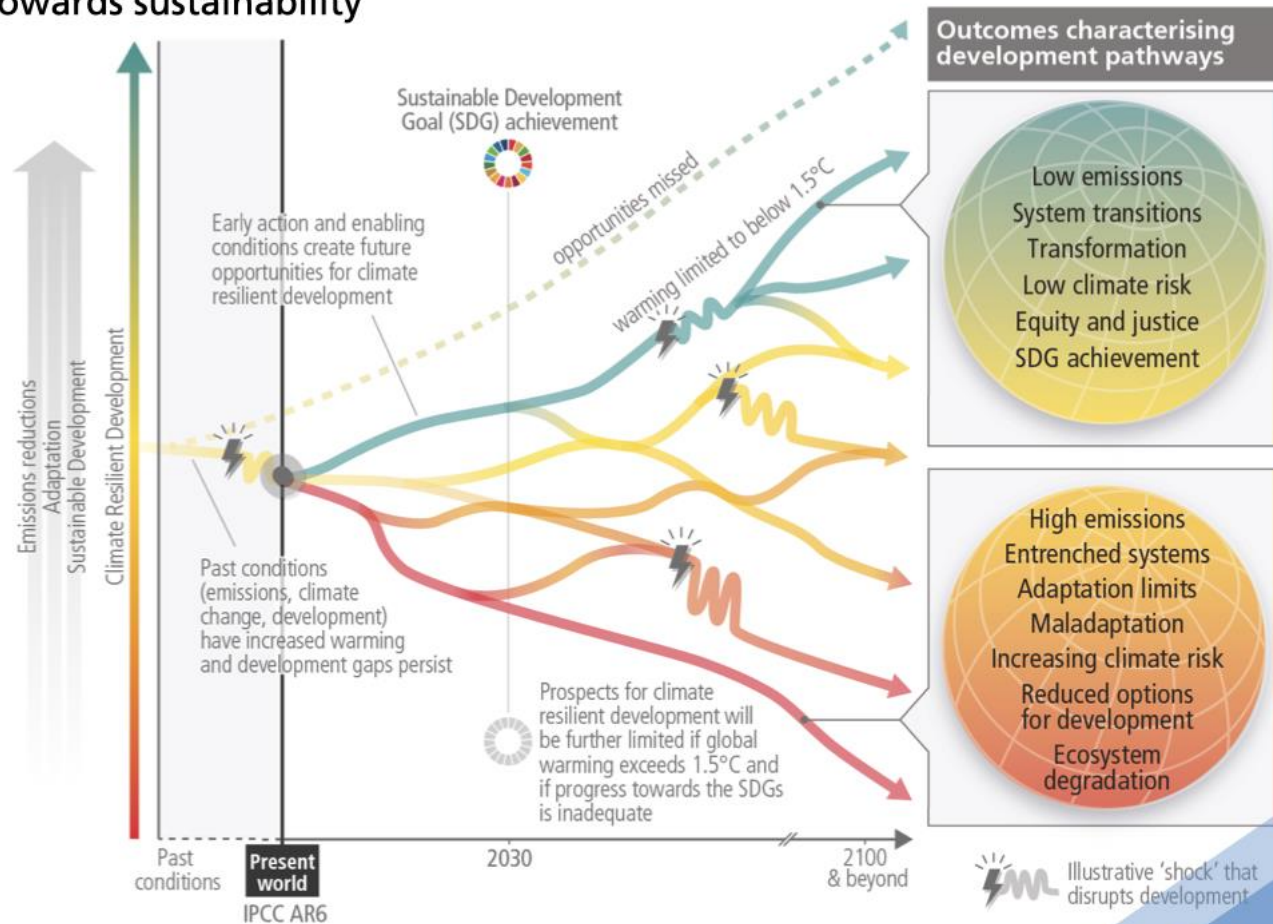 towards sustainability
Outcomes characterising
development pathways
Sustainable Development
Goal (SDG) achievement
opportunities missed
warming limited to below 1.5°C
Early action and enabling
conditions create future
opportunities for climate
resilient development
Low emissions
System transitions
Transformation
Low climate risk
Equity and justice
SDG achievement
Emissions reductions
Adaptation
Sustainable Development
Climate Resilient Development
Past conditions
(emissions, climate
change, development)
have increased warming
and development gaps persist
Prospects for climate
resilient development will
be further limited if global
warming exceeds 1.5°C and
if progress towards the SDGs
is inadequate
High emissions
Entrenched systems
Adaptation limits
Maladaptation
Increasing climate risk
Reduced options
for development
Ecosystem
degradation
Past
conditions
Present
world
IPCC AR6
2030
2100
& beyond
Illustrative 'shock' that
disrupts development